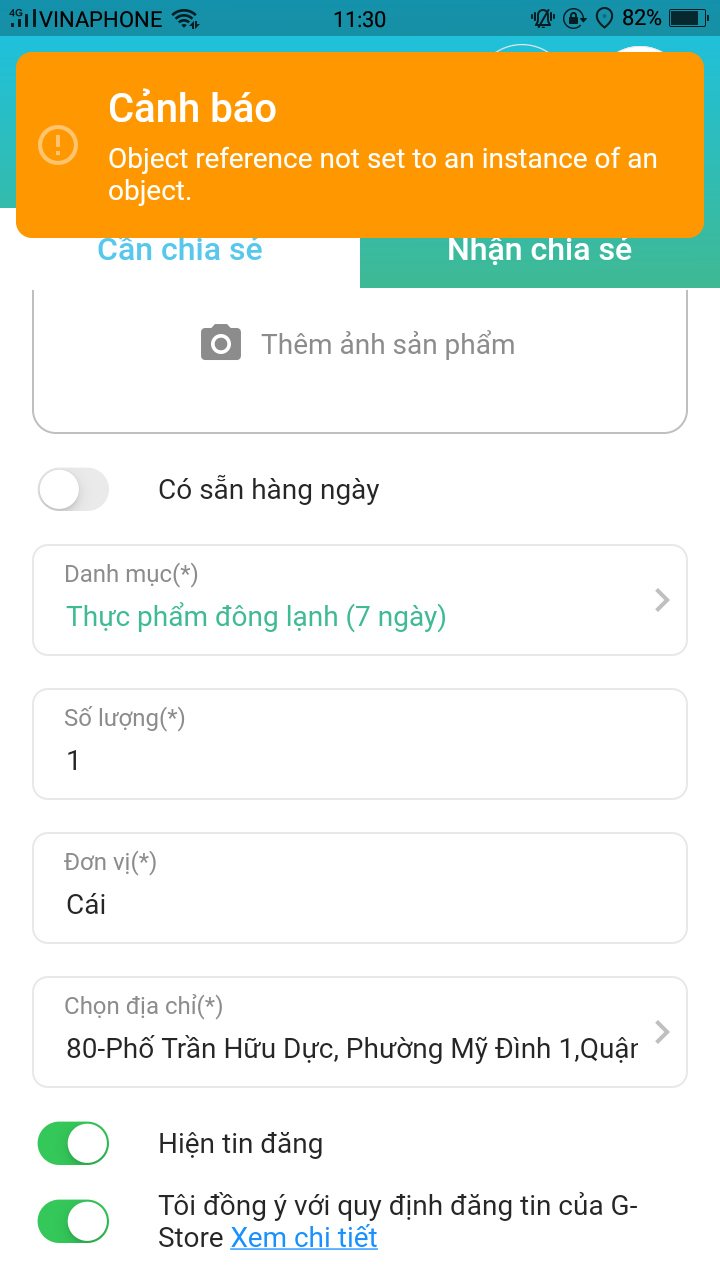 4G VINAPHONE 11:30 82%
Cảnh báo
Object reference not set to an instance of an
object.
Cần chia sẻ Nhận chia sẻ
Thêm ảnh sản phẩm
Có sẵn hàng ngày
Danh mục(*)
Thực phẩm đông lạnh (7 ngày)
Số lượng(*)
1
Đơn vị(*)
Cái
Chọn địa chỉ(*)
80-Phố Trần Hữu Dực, Phường Mỹ Đình 1,Quận
Hiện tin đăng
Tôi đồng ý với quy định đăng tin của G-
Store Xem chi tiết